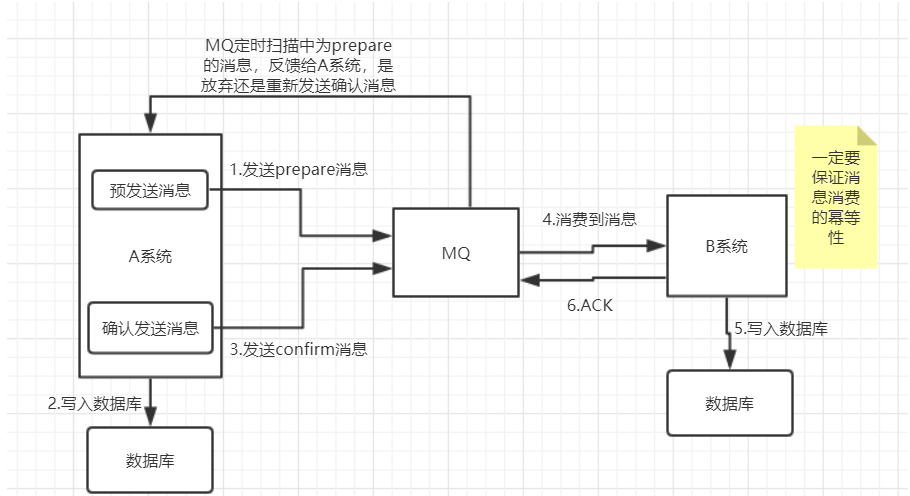 MQ定时扫描中为prepare
的消息，反馈给A系统，是
放弃还是重新发送确认消息
1.发送prepare消息
预发送消息
A系统
确认发送消息
3.发送confirm消息
2.写入数据库
数据库
MQ
4.消费到消息
6.ACK
B系统
5.写入数据库
数据库
一定要
保证消
息消费
的幂等
性